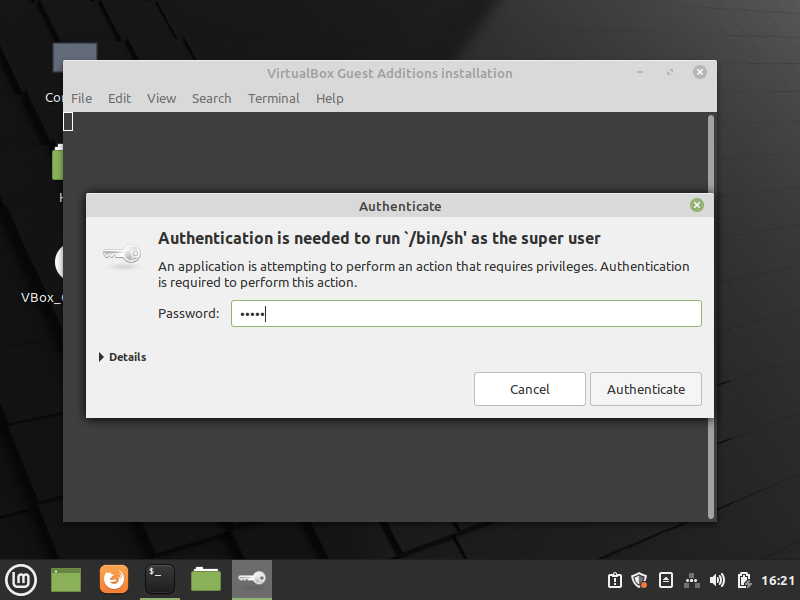 VirtualBox Guest Additions installation
File Edit View Search Terminal Help
Authenticate
Authentication is needed to run `/bin/sh' as the super user
An application is attempting to perform an action that requires privileges. Authentication
is required to perform this action.
Password: •••••
Details
Cancel Authenticate
VBox_
$_
16:21